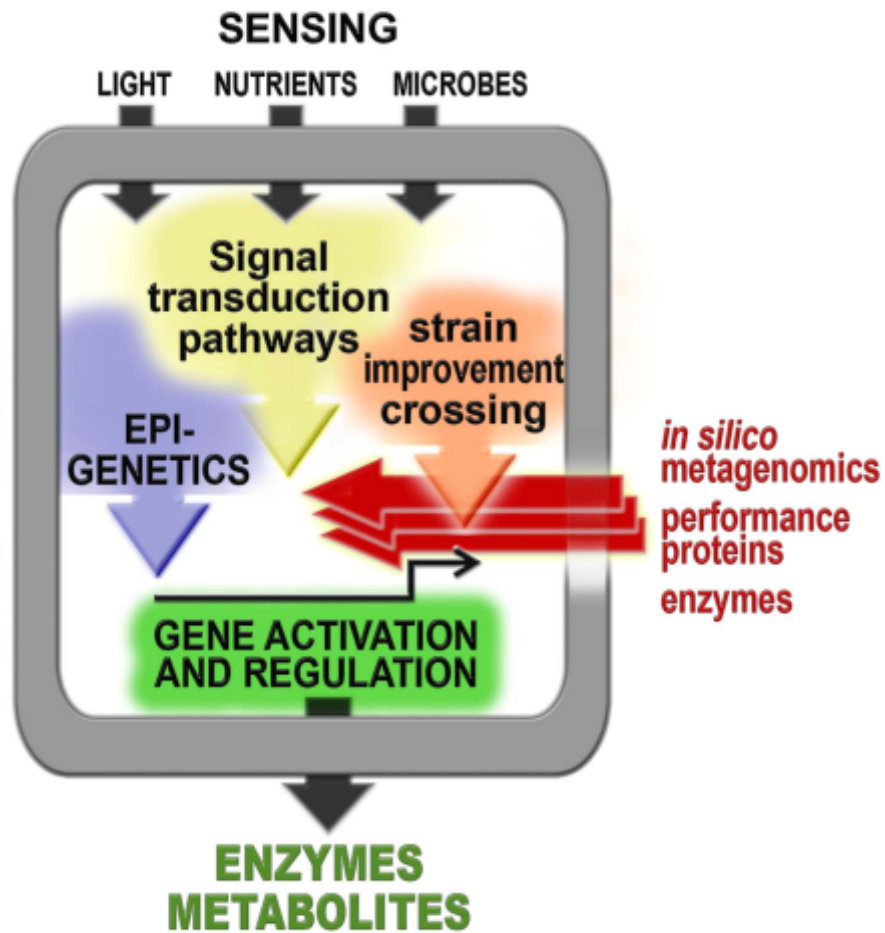 SENSING
LIGHT NUTRIENTS MICROBES
Signal
transduction
pathways
strain
improvement
crossing
EPI-
GENETICS
in silico
metagenomics
performance
proteins
enzymes
GENE ACTIVATION
AND REGULATION
ENZYMES
METABOLITES